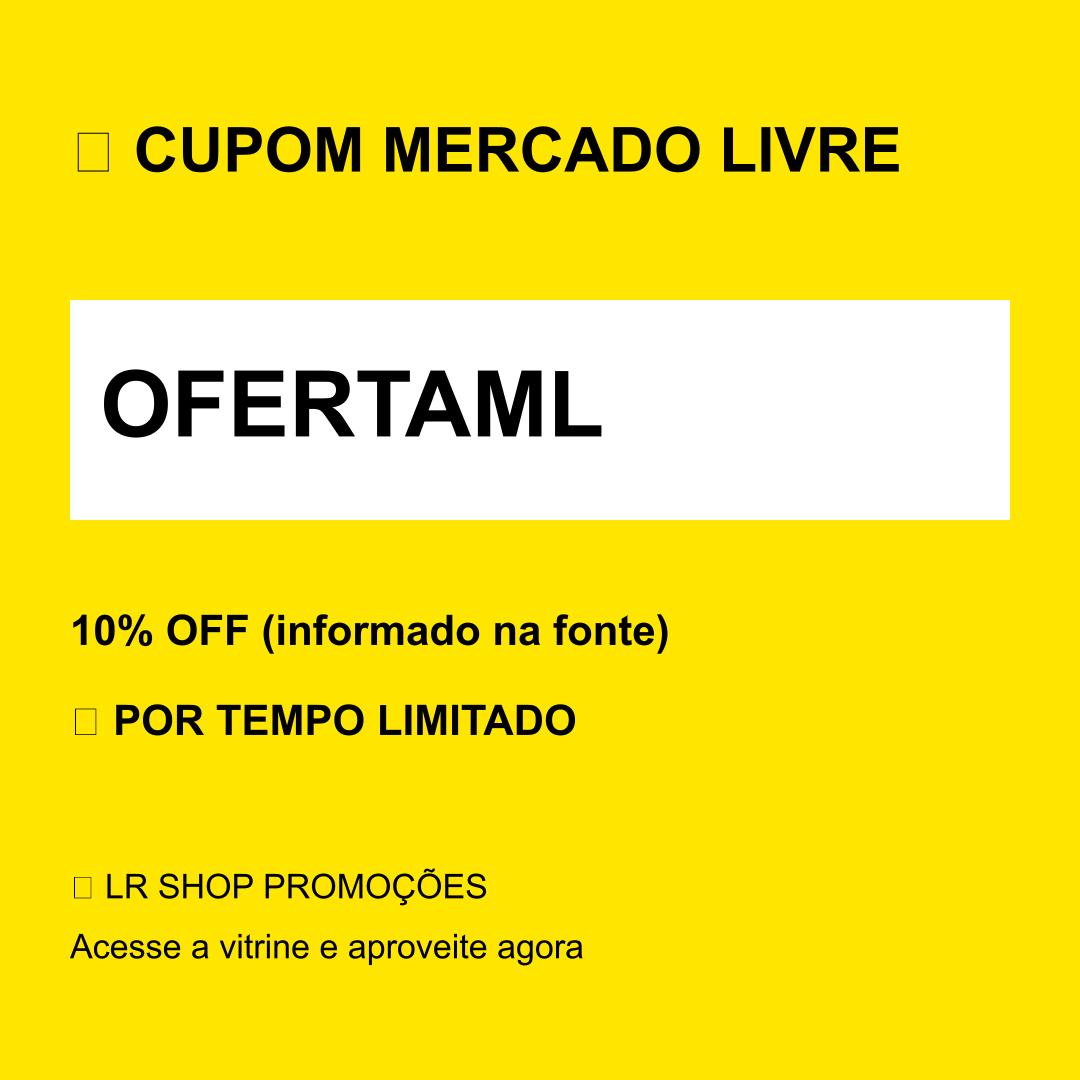 □ CUPOM MERCADO LIVRE
OFERTAML
10% OFF (informado na fonte)
□ POR TEMPO LIMITADO
□ LR SHOP PROMOÇÕES
Acesse a vitrine e aproveite agora